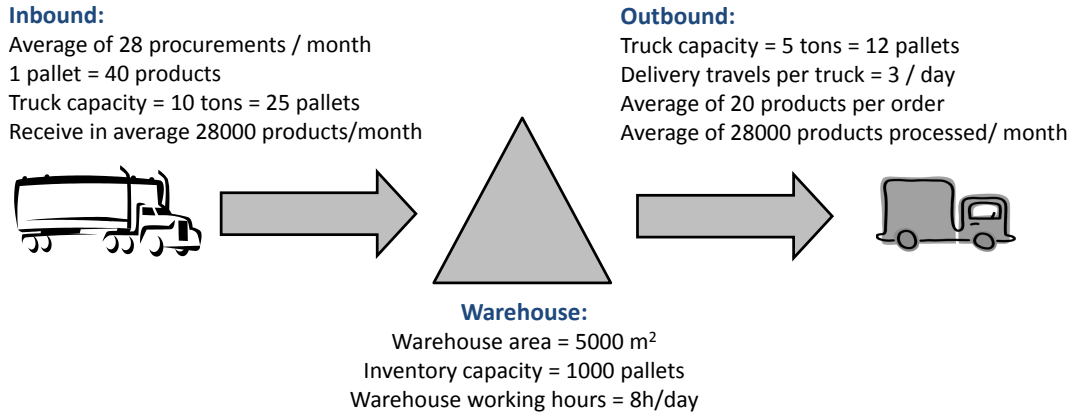 Inbound:
Average of 28 procurements / month
1 pallet = 40 products
Truck capacity = 10 tons = 25 pallets
Receive in average 28000 products/month
Outbound:
Truck capacity = 5 tons = 12 pallets
Delivery travels per truck = 3 / day
Average of 20 products per order
Average of 28000 products processed/ month
Warehouse:
Warehouse area = 5000 m²
Inventory capacity = 1000 pallets
Warehouse working hours = 8h/day